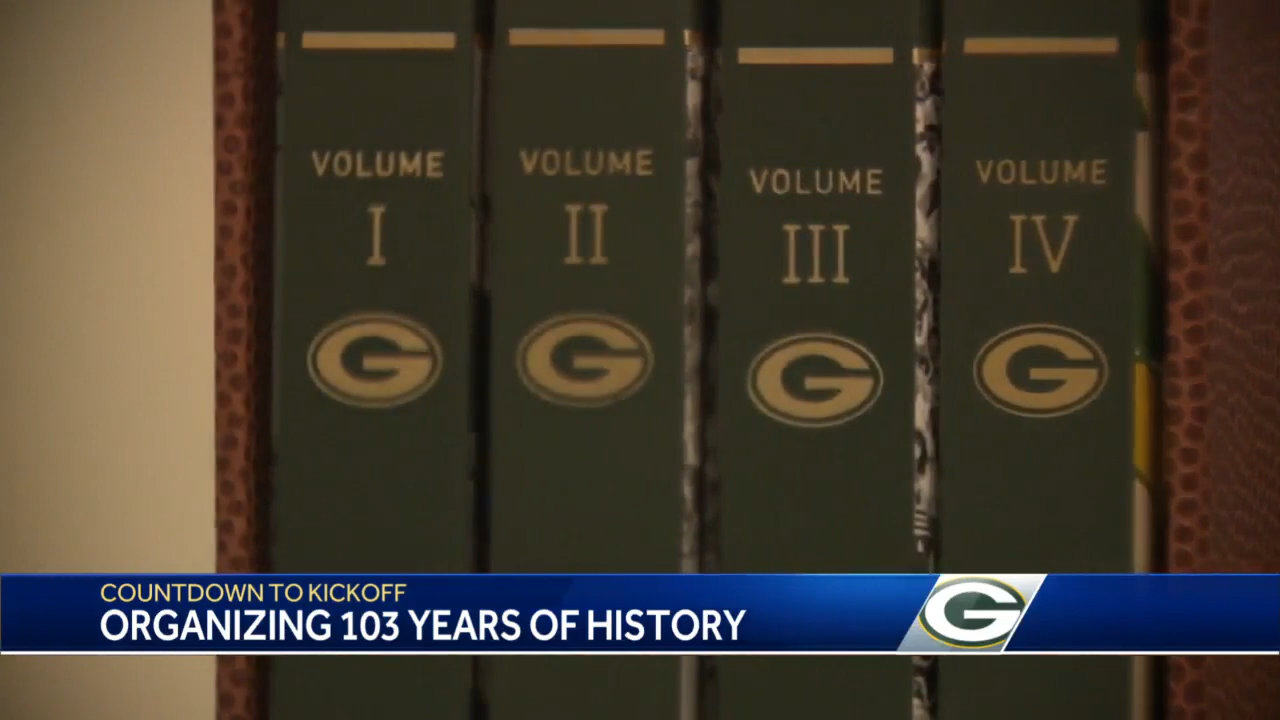 VOLUME
I
G
VOLUME
II
G
VOLUME
III
G
VOLUME
IV
G
COUNTDOWN TO KICKOFF
ORGANIZING 103 YEARS OF HISTORY
G